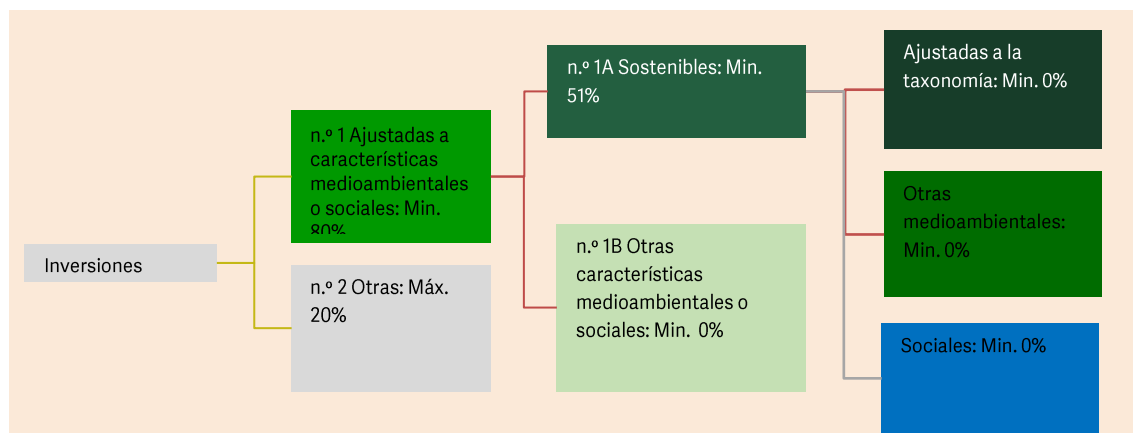 Inversiones
n.º 1 Ajustadas a
características
medioambientales
o sociales: Min.
80%
n.º 2 Otras: Máx.
20%
n.º 1A Sostenibles: Min.
51%
n.º 1B Otras
características
medioambientales o
sociales: Min. 0%
Ajustadas a la
taxonomía: Min. 0%
Otras
medioambientales:
Min. 0%
Sociales: Min. 0%